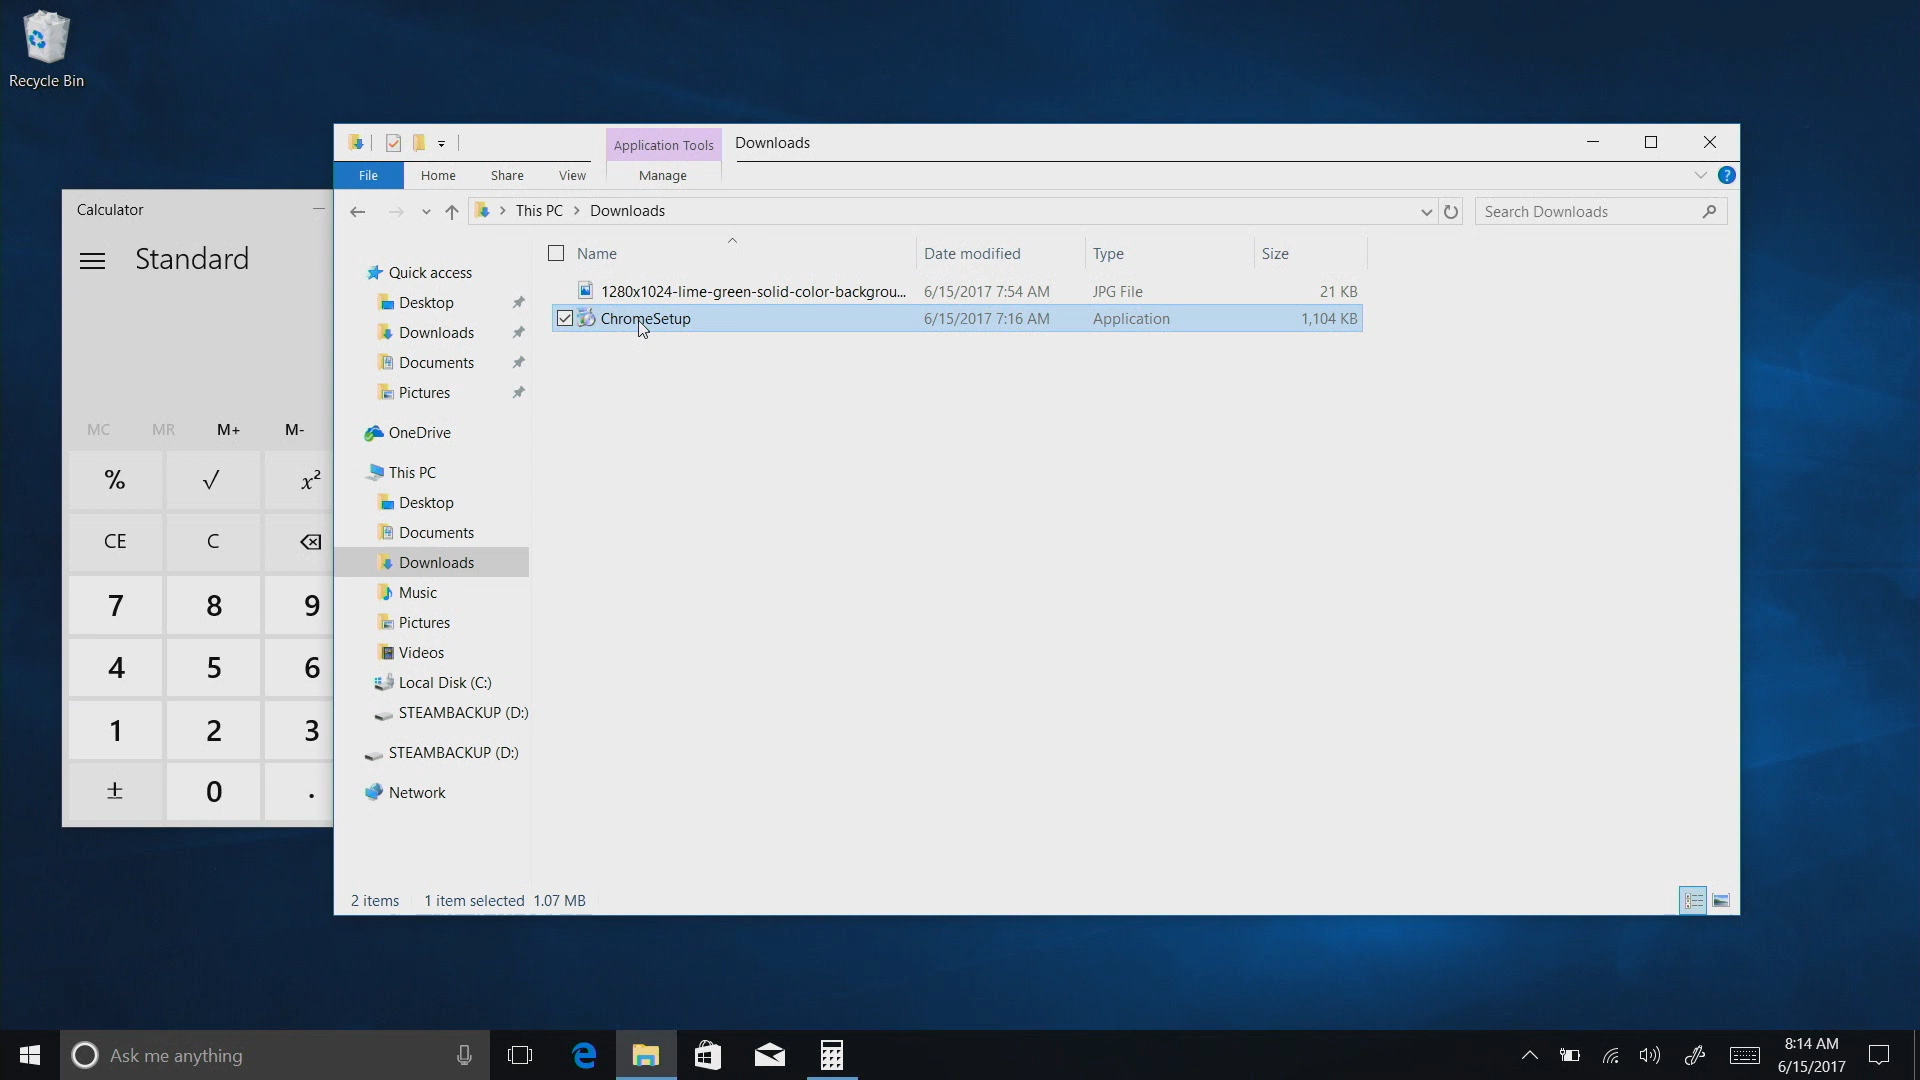 Recycle Bin
Application Tools
Downloads
File
Home
Share
View
Manage
?
This PC > Downloads
Search Downloads
Calculator
Standard
MC
MR
M+
M-
%
√
x²
CE
C
7
8
9
4
5
6
1
2
3
±
0
.
Quick access
Desktop
Downloads
Documents
Pictures
OneDrive
This PC
Desktop
Documents
Downloads
Music
Pictures
Videos
Local Disk (C:)
STEAMBACKUP (D:)
STEAMBACKUP (D:)
Network
Name
Date modified
Type
Size
1280x1024-lime-green-solid-color-backgrou... 6/15/2017 7:54 AM JPG File 21 KB
ChromeSetup 6/15/2017 7:16 AM Application 1,104 KB
2 items 1 item selected 1.07 MB
Ask me anything
8:14 AM
6/15/2017